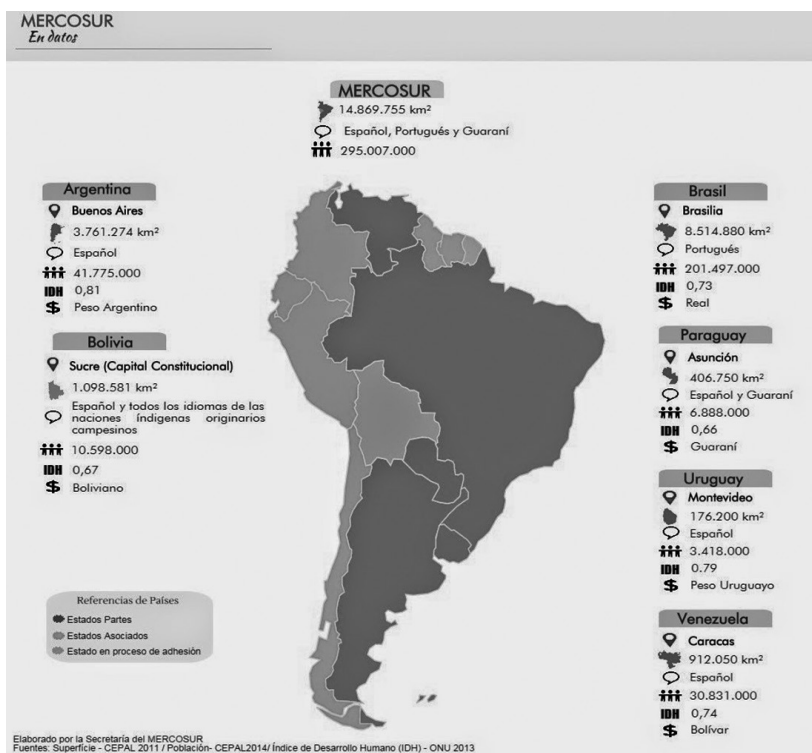 MERCOSUR
En datos
MERCOSUR
14.869.755 km²
Español, Portugués y Guaraní
295.007.000
Argentina
Buenos Aires
3.761.274 km²
Español
41.775.000
IDH 0,81
$ Peso Argentino
Bolivia
Sucre (Capital Constitucional)
1.098.581 km²
Español y todos los idiomas de las
naciones índigenas originarios
campesinos
10.598.000
IDH 0,67
$ Boliviano
Brasil
Brasilia
8.514.880 km²
Portugués
201.497.000
IDH 0,73
$ Real
Paraguay
Asunción
406.750 km²
Español y Guaraní
6.888.000
IDH 0,66
$ Guaraní
Uruguay
Montevideo
176.200 km²
Español
3.418.000
IDH 0.79
$ Peso Uruguayo
Venezuela
Caracas
912.050 km²
Español
30.831.000
IDH 0,74
$ Bolívar
Referencias de Países
Estados Partes
Estados Asociados
Estado en proceso de adhesión
Elaborado por la Secretaría del MERCOSUR
Fuentes: Superficie - CEPAL 2011 / Población- CEPAL2014/ Índice de Desarrollo Humano (IDH) - ONU 2013